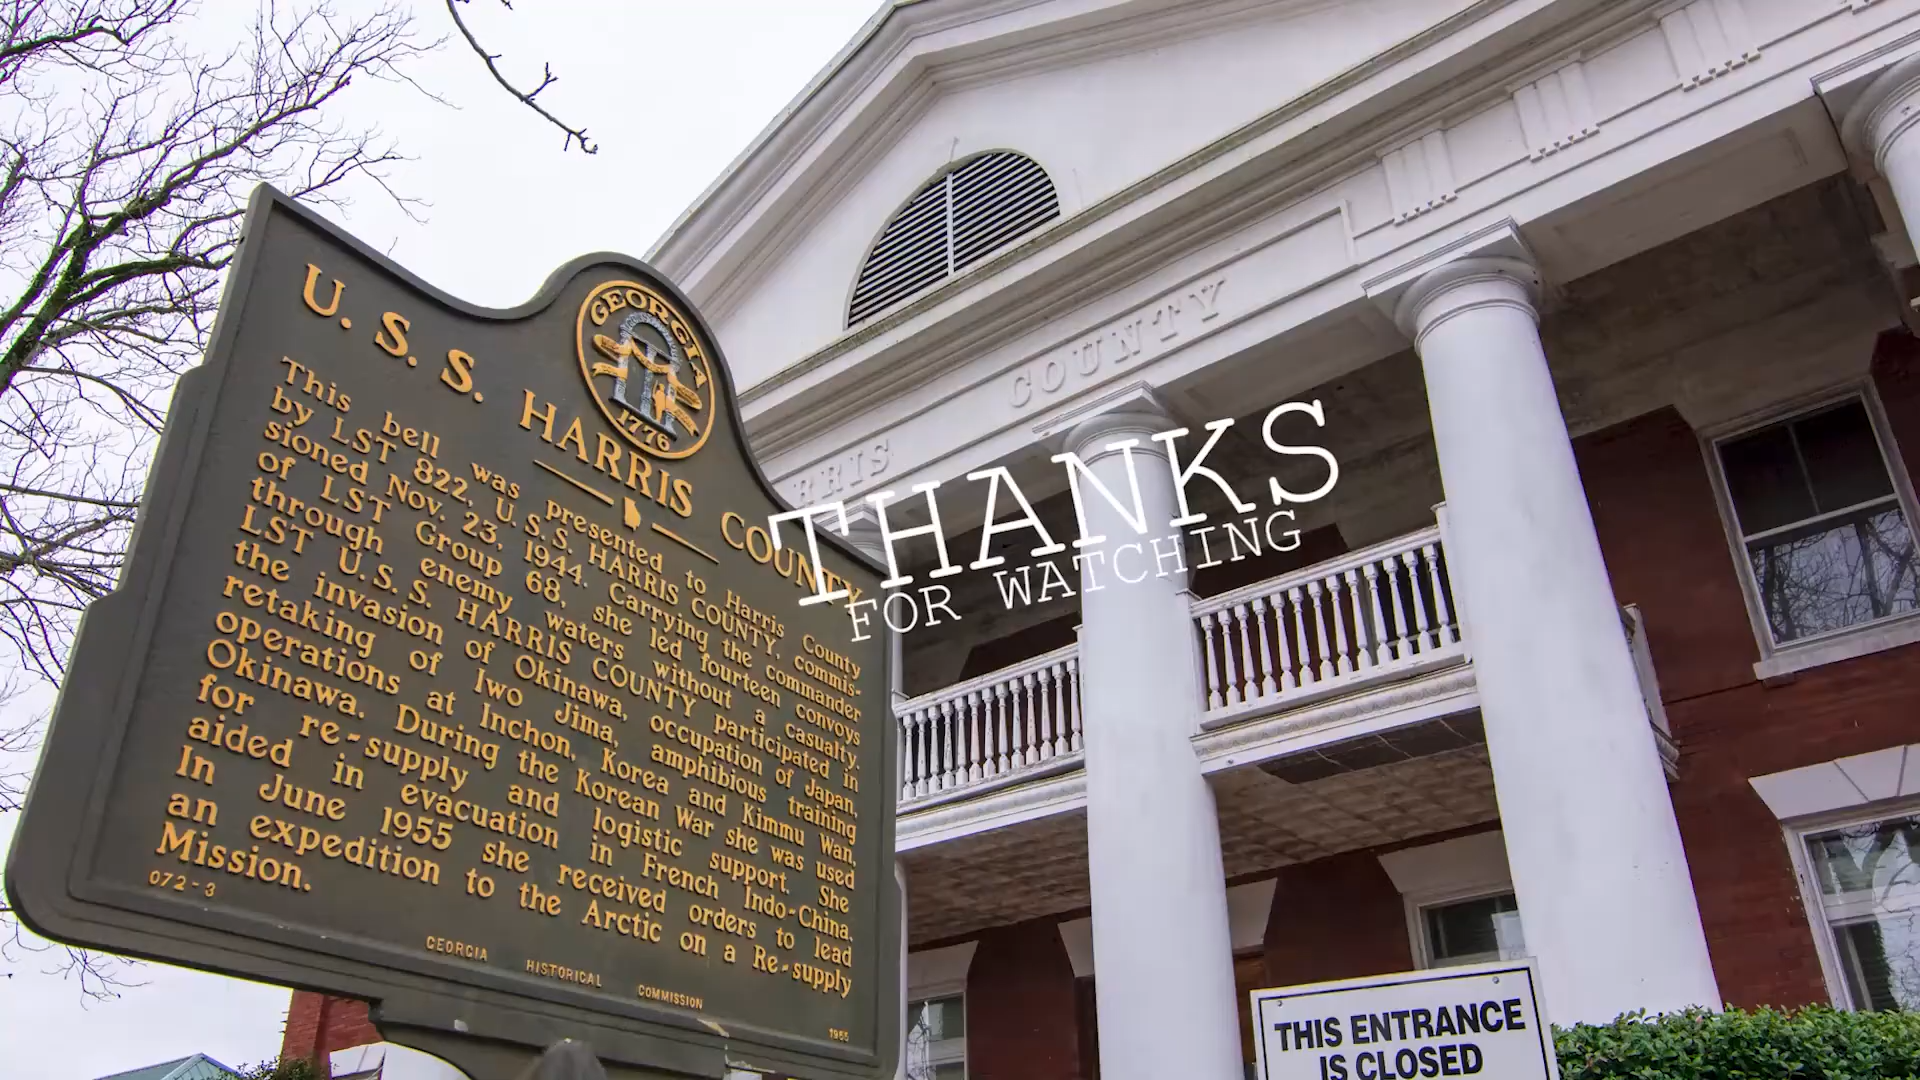 U. S. S. HARRIS COUNTY
GEORGIA
1776
This bell was presented to Harris County
by LST 822, U. S. S. HARRIS COUNTY, commis-
sioned Nov. 23, 1944. Carrying the commander
of LST Group 68, she led fourteen convoys
through enemy waters without a casualty.
LST U. S. S. HARRIS COUNTY participated in
the invasion of Okinawa, occupation of Japan,
retaking of Iwo Jima, amphibious training
operations at Inchon, Korea and Kimmu Wan,
Okinawa. During the Korean War she was used
for re-supply and logistic support. She
aided in evacuation in French Indo-China.
In June 1955 she received orders to lead
an expedition to the Arctic on a Re-supply
Mission.
072-3
GEORGIA HISTORICAL COMMISSION
1955
RRIS COUNTY
THANKS
FOR WATCHING
THIS ENTRANCE
IS CLOSED